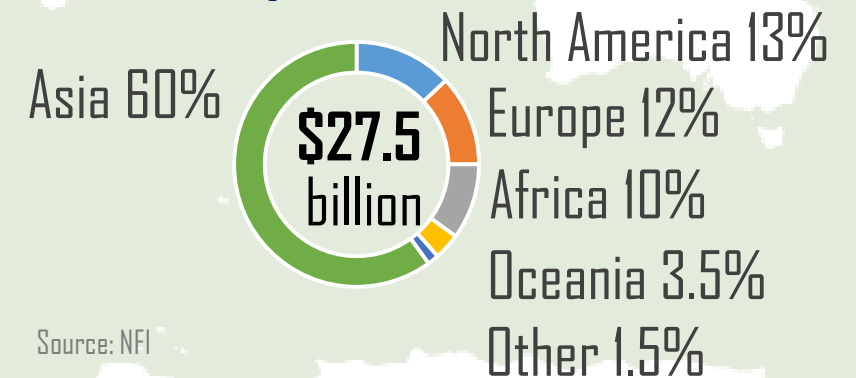 North America 13%
Asia 60%
Europe 12%
$27.5
billion
Africa 10%
Oceania 3.5%
Source: NFI
Other 1.5%